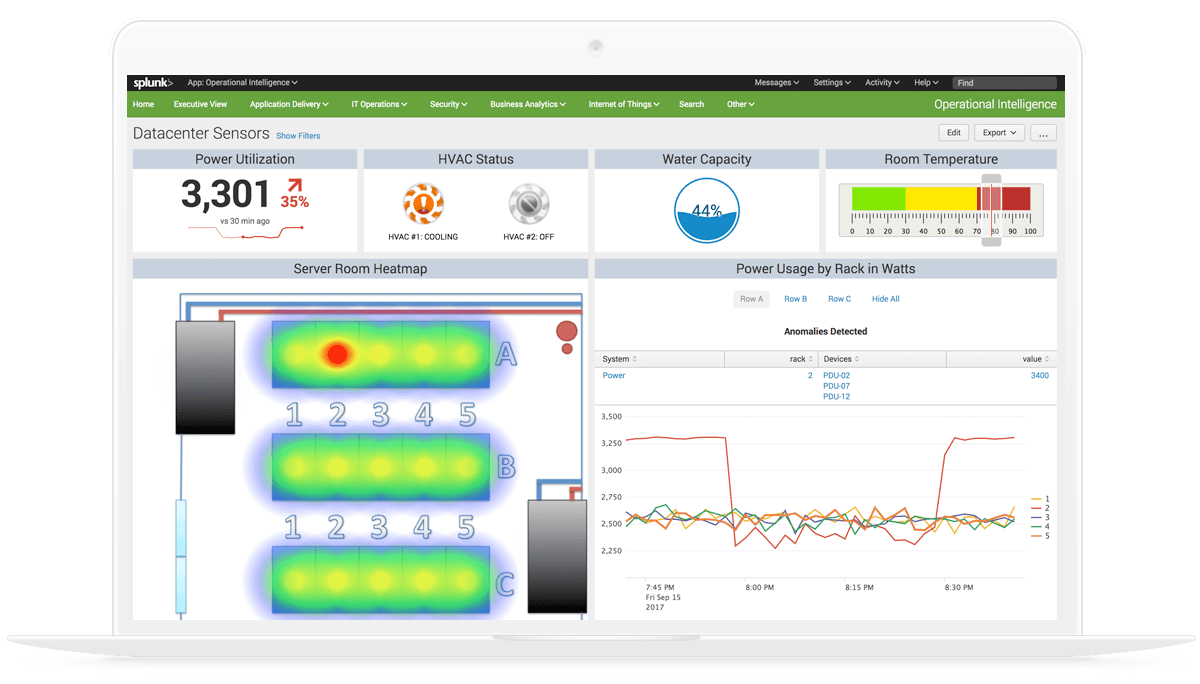 splunk> App: Operational Intelligence Messages Settings Activity Help Find
Home Executive View Application Delivery IT Operations Security Business Analytics Internet of Things Search Other Operational Intelligence
Datacenter Sensors Show Filters Edit Export ...
Power Utilization
3,301
35%
vs 30 min ago
HVAC Status
HVAC #1: COOLING HVAC #2: OFF
Water Capacity
44%
Room Temperature
0 10 20 30 40 50 60 70 80 90 100
Server Room Heatmap
A
1 2 3 4 5
B
1 2 3 4 5
C
Power Usage by Rack in Watts
Row A Row B Row C Hide All
Anomalies Detected
System rack Devices value
Power 2 PDU-02 3400
PDU-07
PDU-12
3,500
3,250
3,000
2,750
2,500
2,250
1
2
3
4
5
7:45 PM 8:00 PM 8:15 PM 8:30 PM
Fri Sep 15
2017